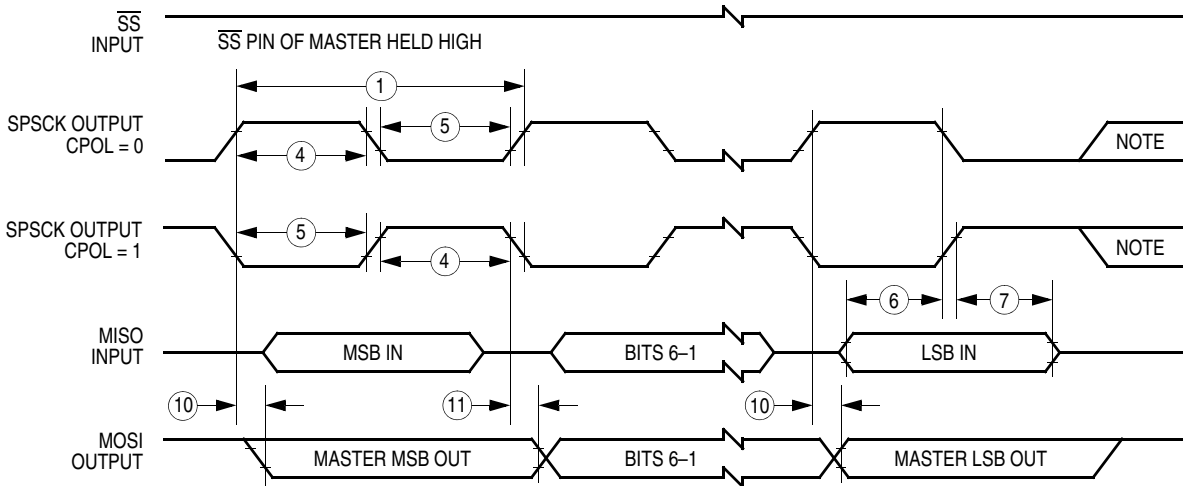 SS
INPUT
SS PIN OF MASTER HELD HIGH
1
SPSCK OUTPUT
CPOL = 0
5
4
NOTE
SPSCK OUTPUT
CPOL = 1
5
4
NOTE
6
7
MISO
INPUT
MSB IN
BITS 6–1
LSB IN
10
11
10
MOSI
OUTPUT
MASTER MSB OUT
BITS 6–1
MASTER LSB OUT